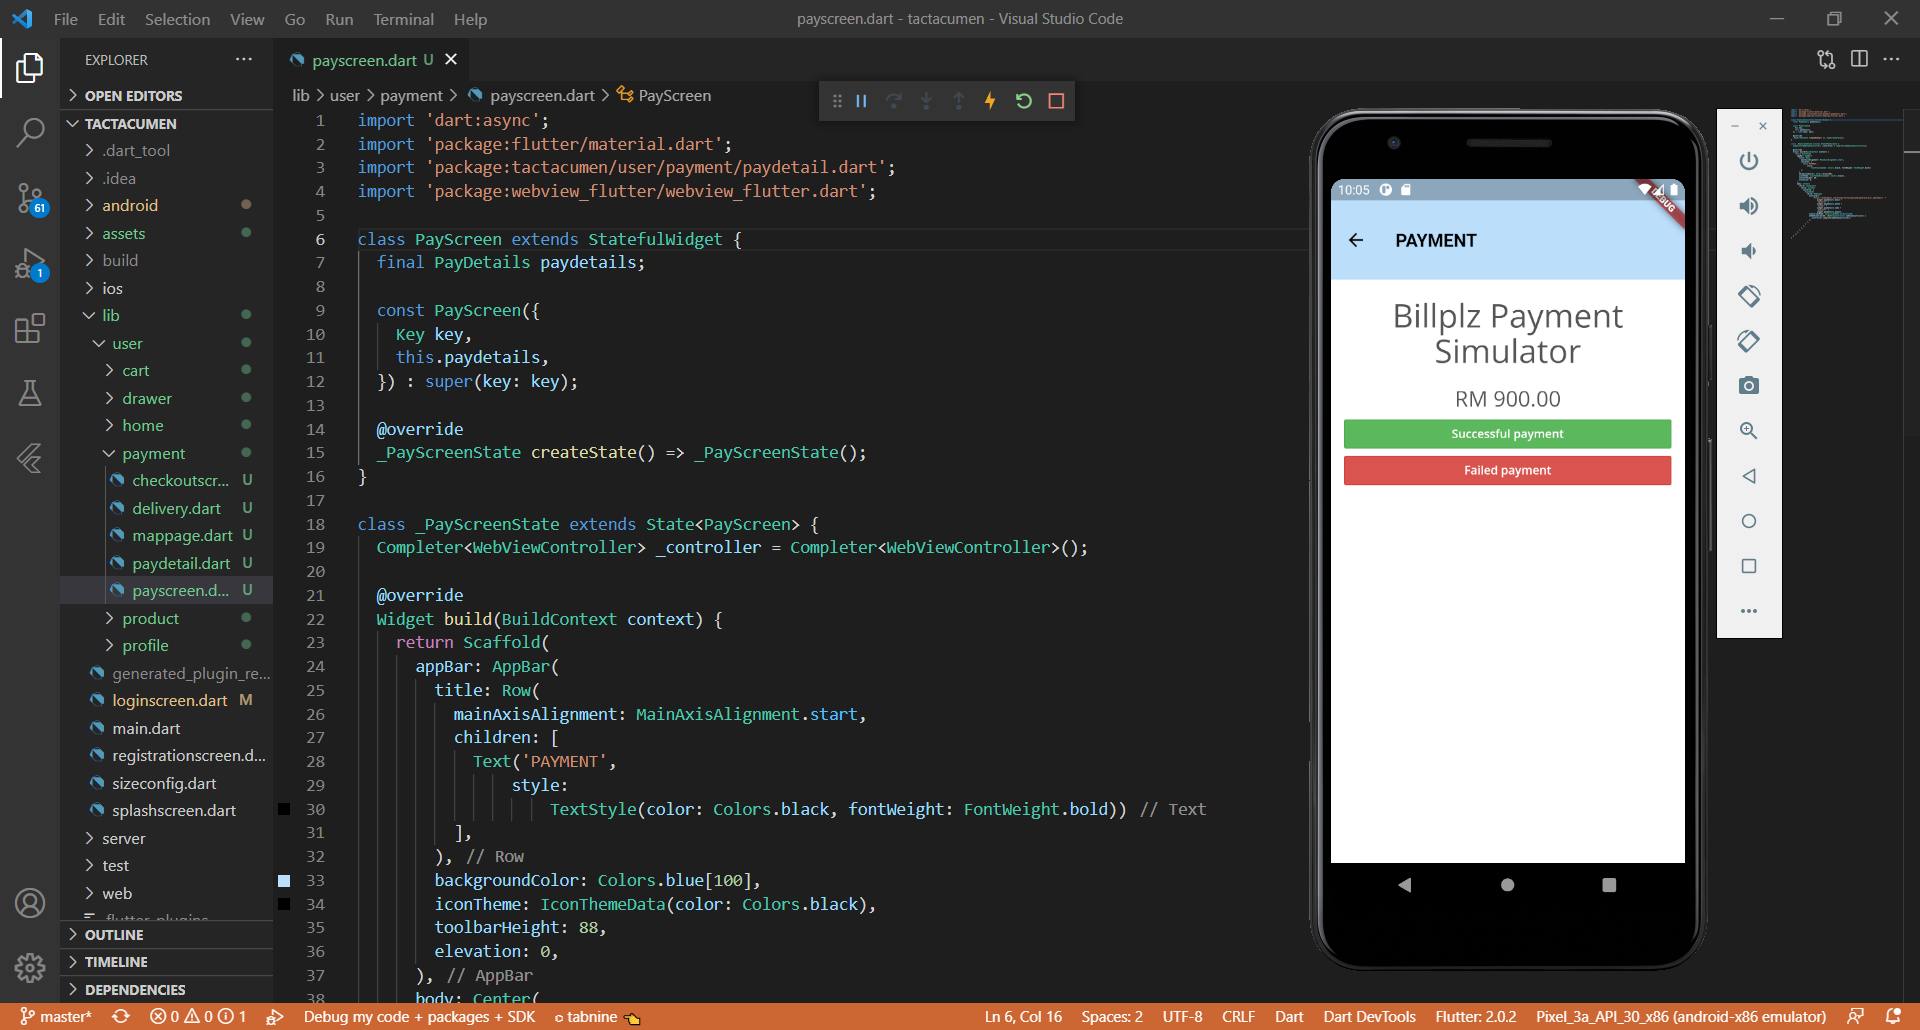 File Edit Selection View Go Run Terminal Help
payscreen.dart - tactacumen - Visual Studio Code
EXPLORER
OPEN EDITORS
TACTACUMEN
.dart_tool
.idea
android
assets
build
ios
lib
user
cart
drawer
home
payment
checkoutscr... U
delivery.dart U
mappage.dart U
paydetail.dart U
payscreen.d... U
product
profile
generated_plugin_re...
loginscreen.dart M
main.dart
registrationscreen.d...
sizeconfig.dart
splashscreen.dart
server
test
web
.flutter-plugins
OUTLINE
TIMELINE
DEPENDENCIES
61
1
payscreen.dart U
lib > user > payment > payscreen.dart > PayScreen
1 import 'dart:async';
2 import 'package:flutter/material.dart';
3 import 'package:tactacumen/user/payment/paydetail.dart';
4 import 'package:webview_flutter/webview_flutter.dart';
5
6 class PayScreen extends StatefulWidget {
7 final PayDetails paydetails;
8
9 const PayScreen({
10 Key key,
11 this.paydetails,
12 }) : super(key: key);
13
14 @override
15 _PayScreenState createState() => _PayScreenState();
16 }
17
18 class _PayScreenState extends State<PayScreen> {
19 Completer<WebViewController> _controller = Completer<WebViewController>();
20
21 @override
22 Widget build(BuildContext context) {
23 return Scaffold(
24 appBar: AppBar(
25 title: Row(
26 mainAxisAlignment: MainAxisAlignment.start,
27 children: [
28 Text('PAYMENT',
29 style:
30 TextStyle(color: Colors.black, fontWeight: FontWeight.bold)) // Text
31 ],
32 ), // Row
33 backgroundColor: Colors.blue[100],
34 iconTheme: IconThemeData(color: Colors.black),
35 toolbarHeight: 88,
36 elevation: 0,
37 ), // AppBar
38 body: Center(
10:05
DEBUG
PAYMENT
Billplz Payment
Simulator
RM 900.00
Successful payment
Failed payment
master* 0 0 1 Debug my code + packages + SDK tabnine Ln 6, Col 16 Spaces: 2 UTF-8 CRLF Dart Dart DevTools Flutter: 2.0.2 Pixel_3a_API_30_x86 (android-x86 emulator)